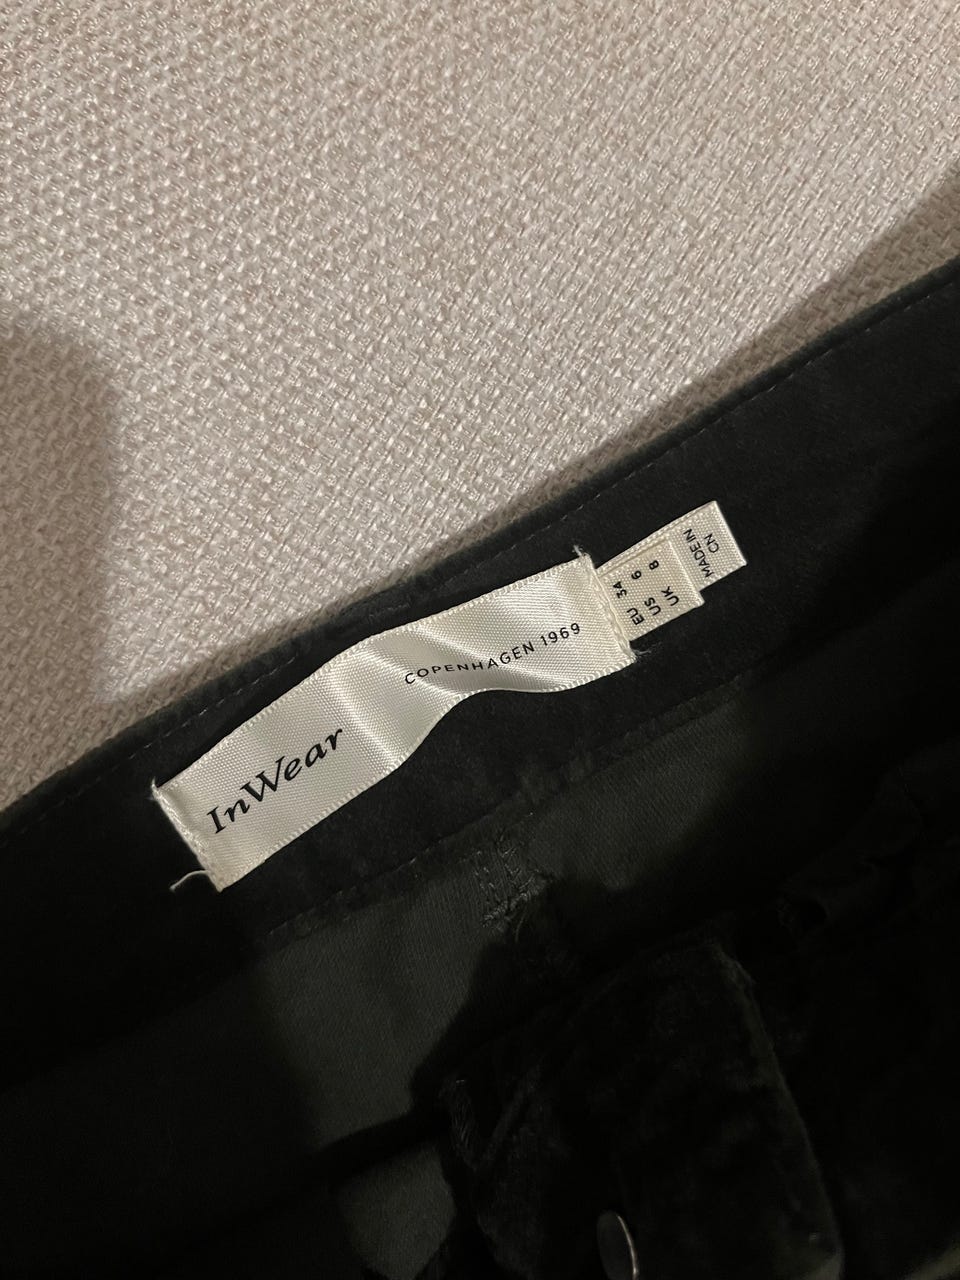 InWear
COPENHAGEN 1969
EU 34
US 6
UK 8
MADE IN
CN